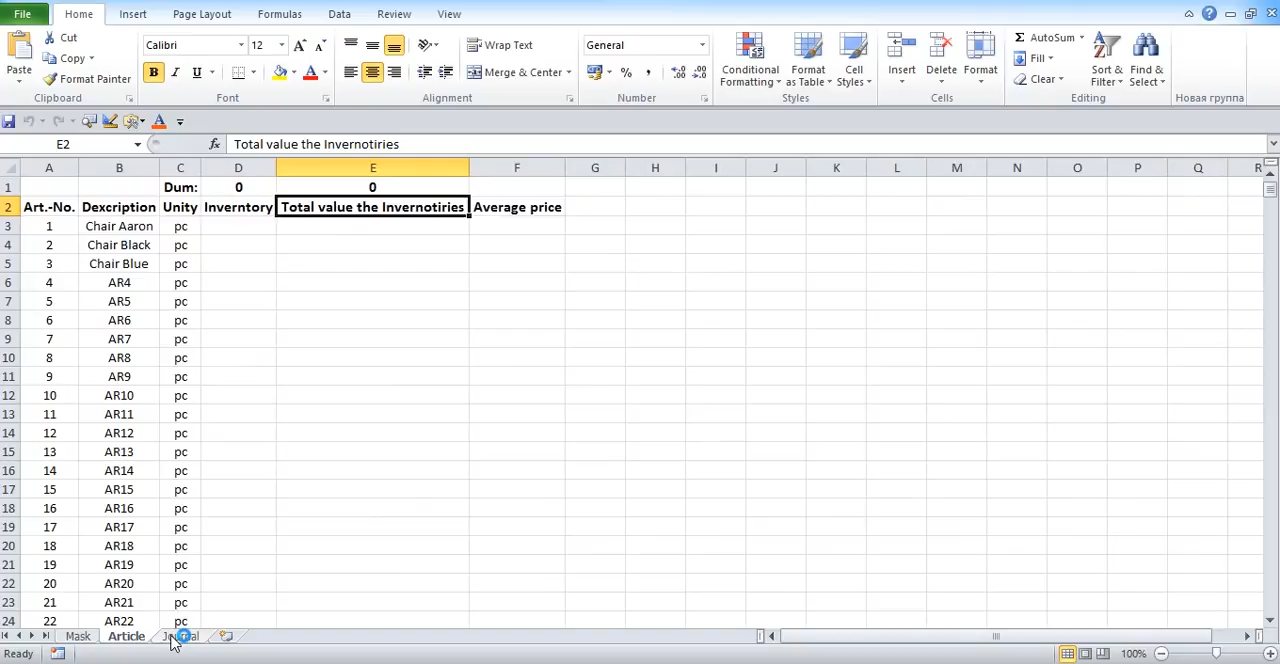 File Home Insert Page Layout Formulas Data Review View
Cut
Copy
Format Painter
Paste
Calibri 12
B I U
Wrap Text
Merge & Center
General
Conditional Formatting
Format as Table
Cell Styles
Insert Delete Format
AutoSum
Fill
Clear
Sort & Filter
Find & Select
Clipboard Font Alignment Number Styles Cells Editing Новая группа
E2 fx Total value the Invernotiries
A B C D E F G H I J K L M N O P Q R
1 Dum: 0 0
2 Art.-No. Dexcription Unity Inverntory Total value the Invernotiries Average price
3 1 Chair Aaron pc
4 2 Chair Black pc
5 3 Chair Blue pc
6 4 AR4 pc
7 5 AR5 pc
8 6 AR6 pc
9 7 AR7 pc
10 8 AR8 pc
11 9 AR9 pc
12 10 AR10 pc
13 11 AR11 pc
14 12 AR12 pc
15 13 AR13 pc
16 14 AR14 pc
17 15 AR15 pc
18 16 AR16 pc
19 17 AR17 pc
20 18 AR18 pc
21 19 AR19 pc
22 20 AR20 pc
23 21 AR21 pc
24 22 AR22 pc
Mask Article
Ready 100%